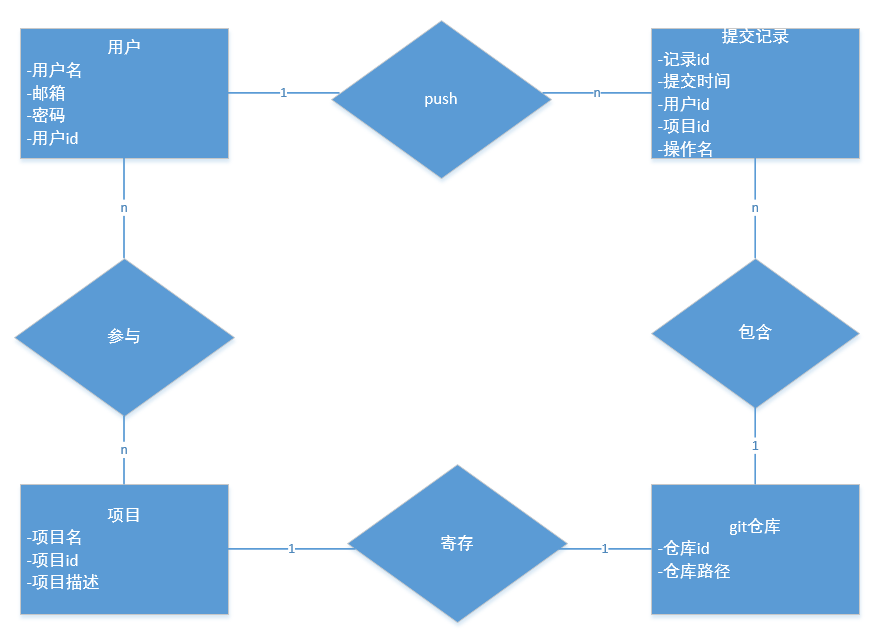 用户
-用户名
-邮箱
-密码
-用户id
1
push
n
提交记录
-记录id
-提交时间
-用户id
-项目id
-操作名
n
n
参与
包含
n
1
项目
-项目名
-项目id
-项目描述
1
寄存
1
git仓库
-仓库id
-仓库路径